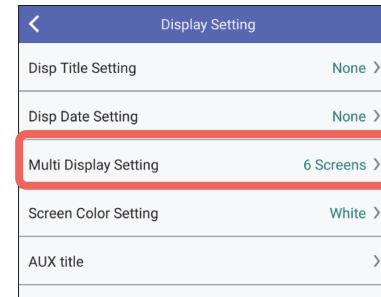 Display Setting
Disp Title Setting None
Disp Date Setting None
Multi Display Setting 6 Screens
Screen Color Setting White
AUX title